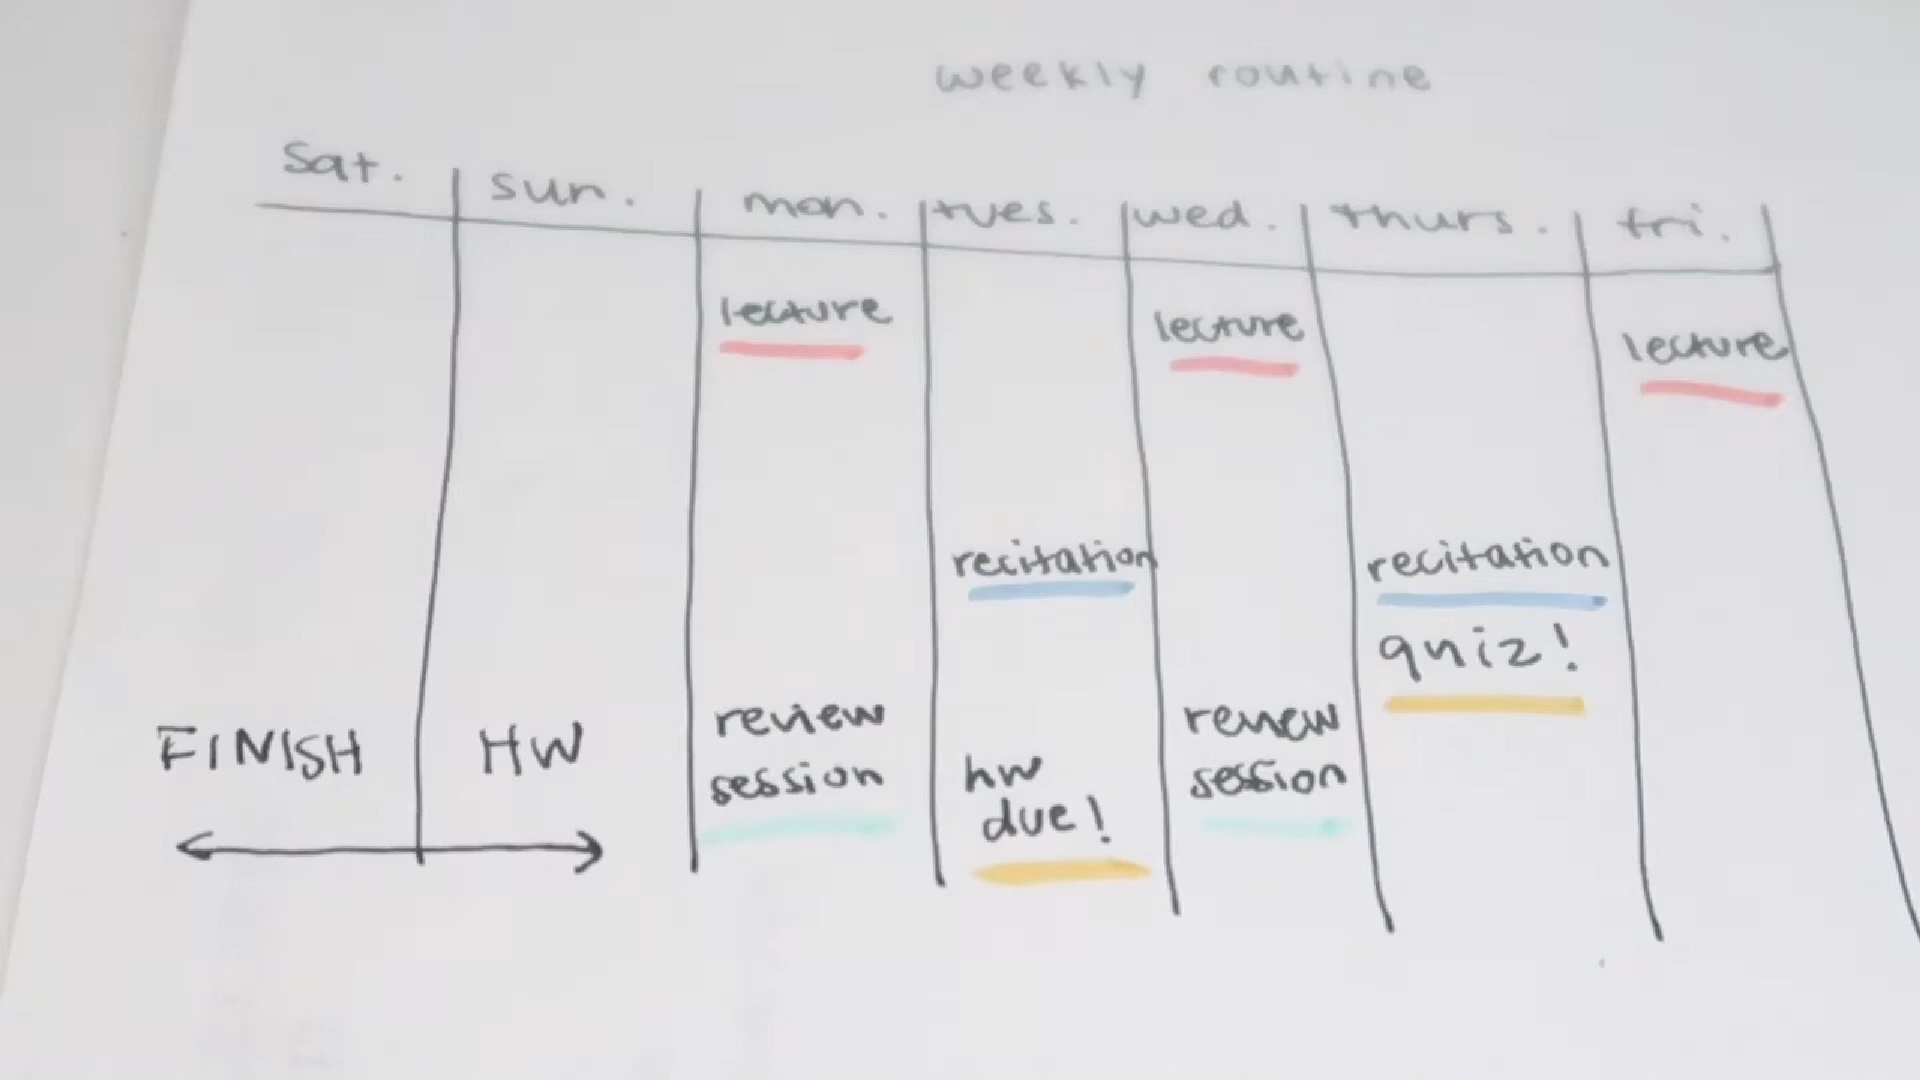 weekly routine
Sat. sun. mon. tues. wed. thurs. fri.
lecture lecture lecture
recitation recitation
quiz!
FINISH HW
review session
hw due!
review session